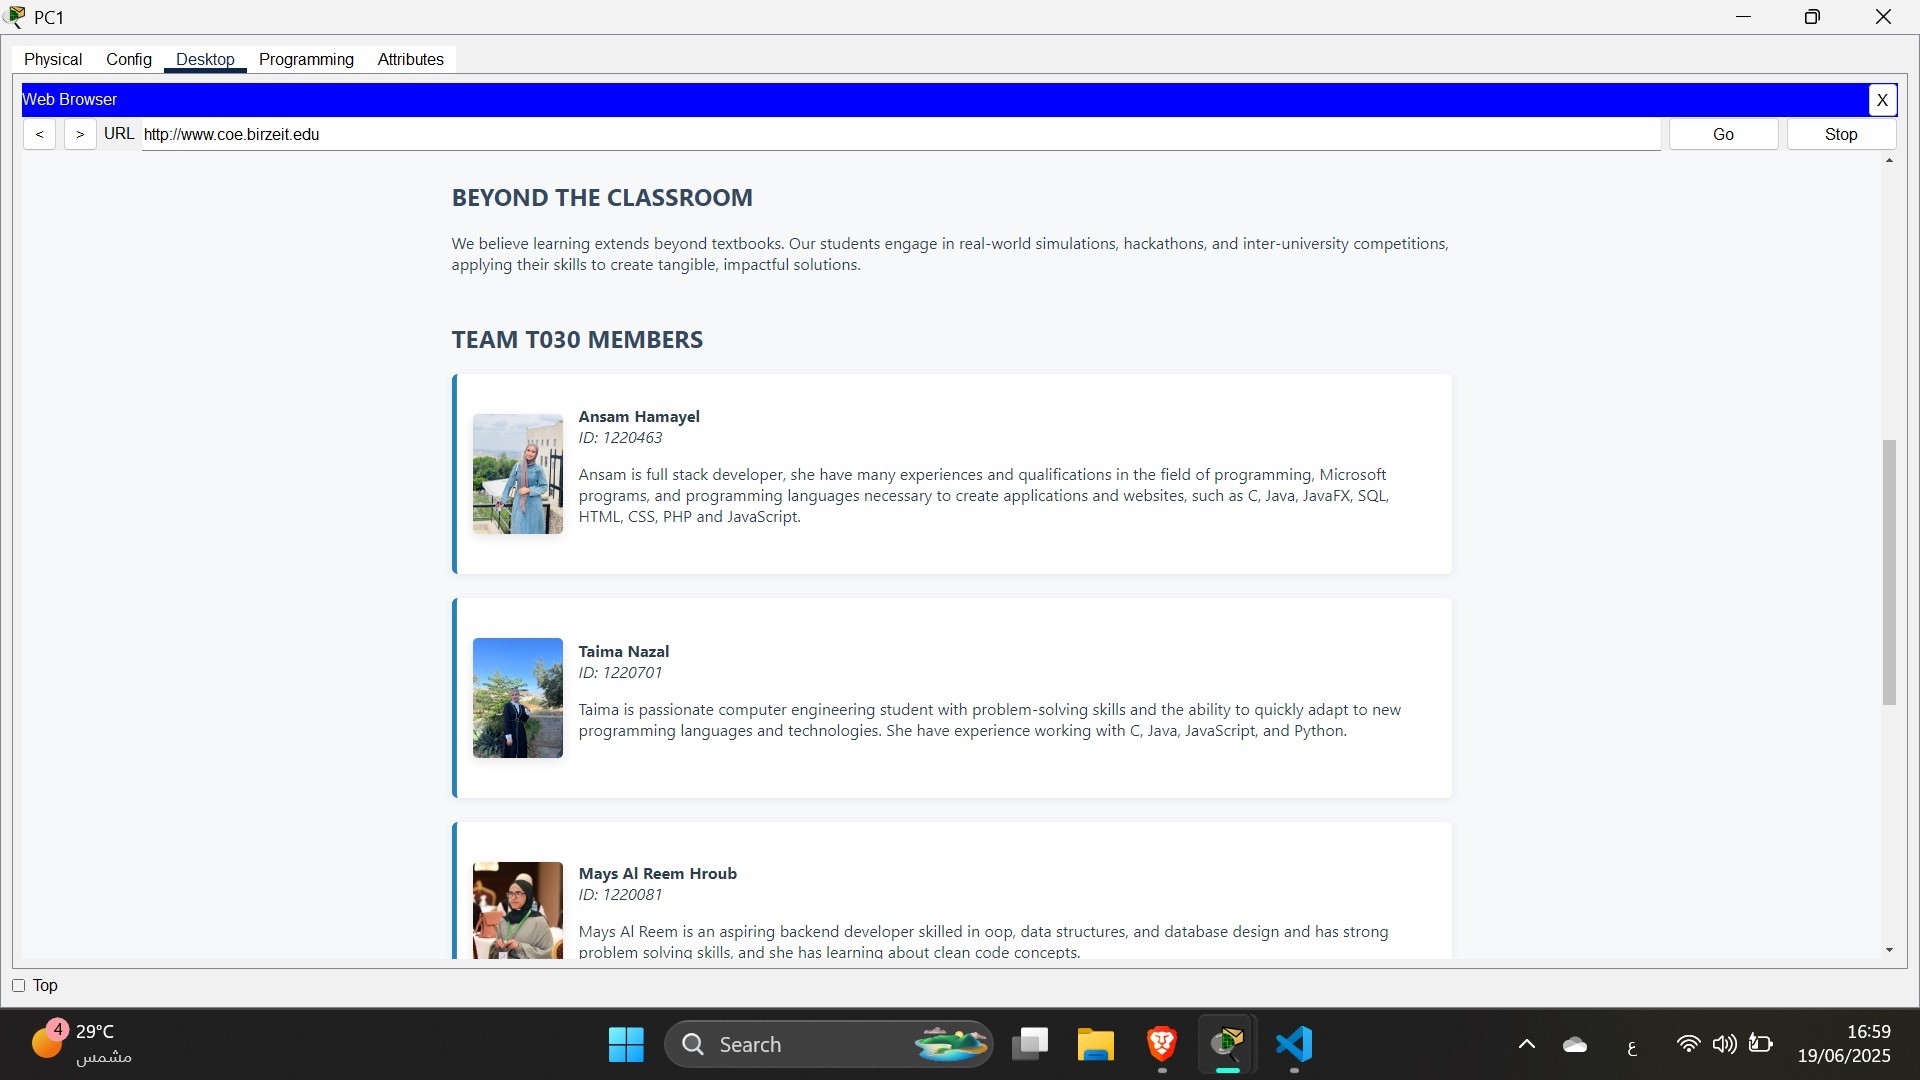 PC1
Physical Config Desktop Programming Attributes
Web Browser
X
< > URL http://www.coe.birzeit.edu Go Stop
BEYOND THE CLASSROOM
We believe learning extends beyond textbooks. Our students engage in real-world simulations, hackathons, and inter-university competitions,
applying their skills to create tangible, impactful solutions.
TEAM T030 MEMBERS
Ansam Hamayel
ID: 1220463
Ansam is full stack developer, she have many experiences and qualifications in the field of programming, Microsoft
programs, and programming languages necessary to create applications and websites, such as C, Java, JavaFX, SQL,
HTML, CSS, PHP and JavaScript.
Taima Nazal
ID: 1220701
Taima is passionate computer engineering student with problem-solving skills and the ability to quickly adapt to new
programming languages and technologies. She have experience working with C, Java, JavaScript, and Python.
Mays Al Reem Hroub
ID: 1220081
Mays Al Reem is an aspiring backend developer skilled in oop, data structures, and database design and has strong
problem solving skills, and she has learning about clean code concepts.
Top
4
29°C
مشمس
Search
ع
16:59
19/06/2025